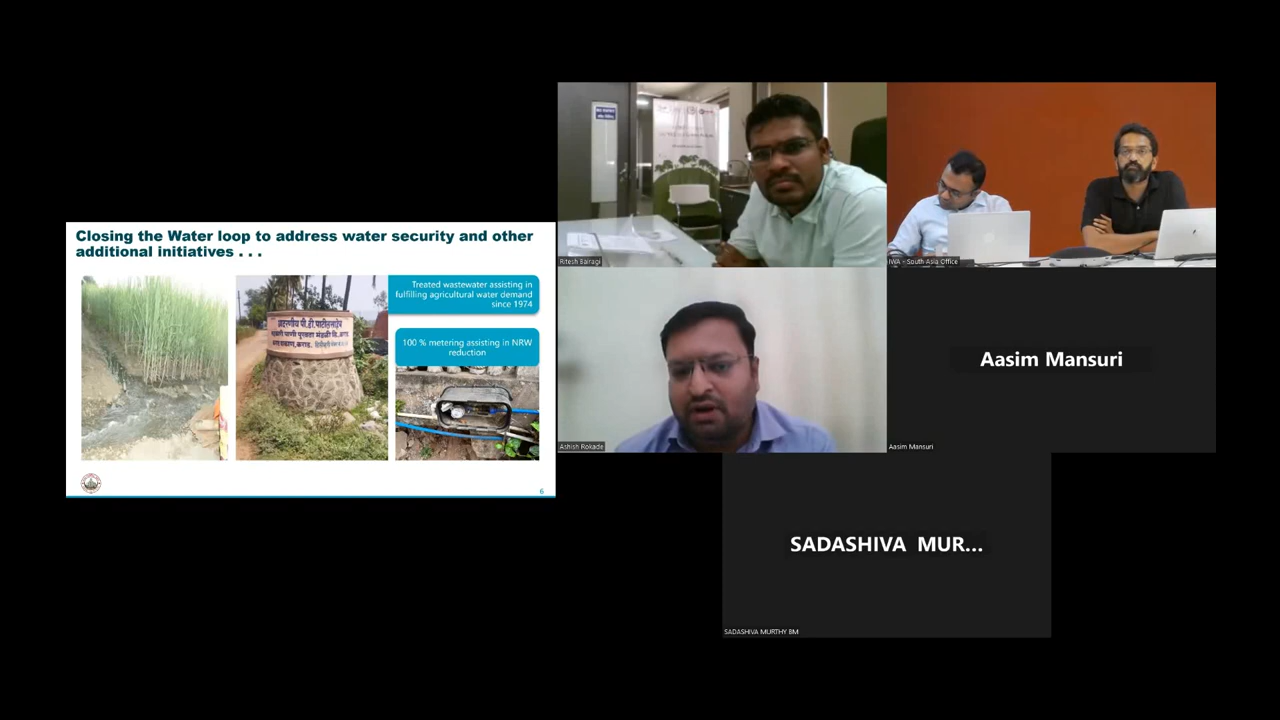 Closing the Water loop to address water security and other
additional initiatives . . .
Treated wastewater assisting in
fulfilling agricultural water demand
since 1974
100 % metering assisting in NRW
reduction
6
Ritesh Bairagi
IWA - South Asia Office
Ashish Rokade
Aasim Mansuri
Aasim Mansuri
SADASHIVA MUR...
SADASHIVA MURTHY BM